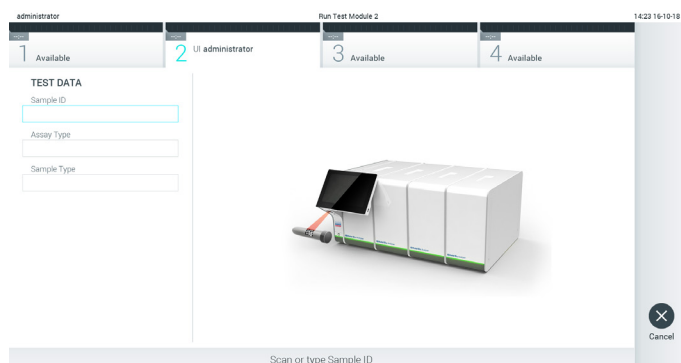 administrator
Run Test Module 2
14:23 16-10-18
--:--
--:--
--:--
--:--
1 Available
2 UI administrator
3 Available
4 Available
TEST DATA
Sample ID
Assay Type
Sample Type
Cancel
Scan or type Sample ID